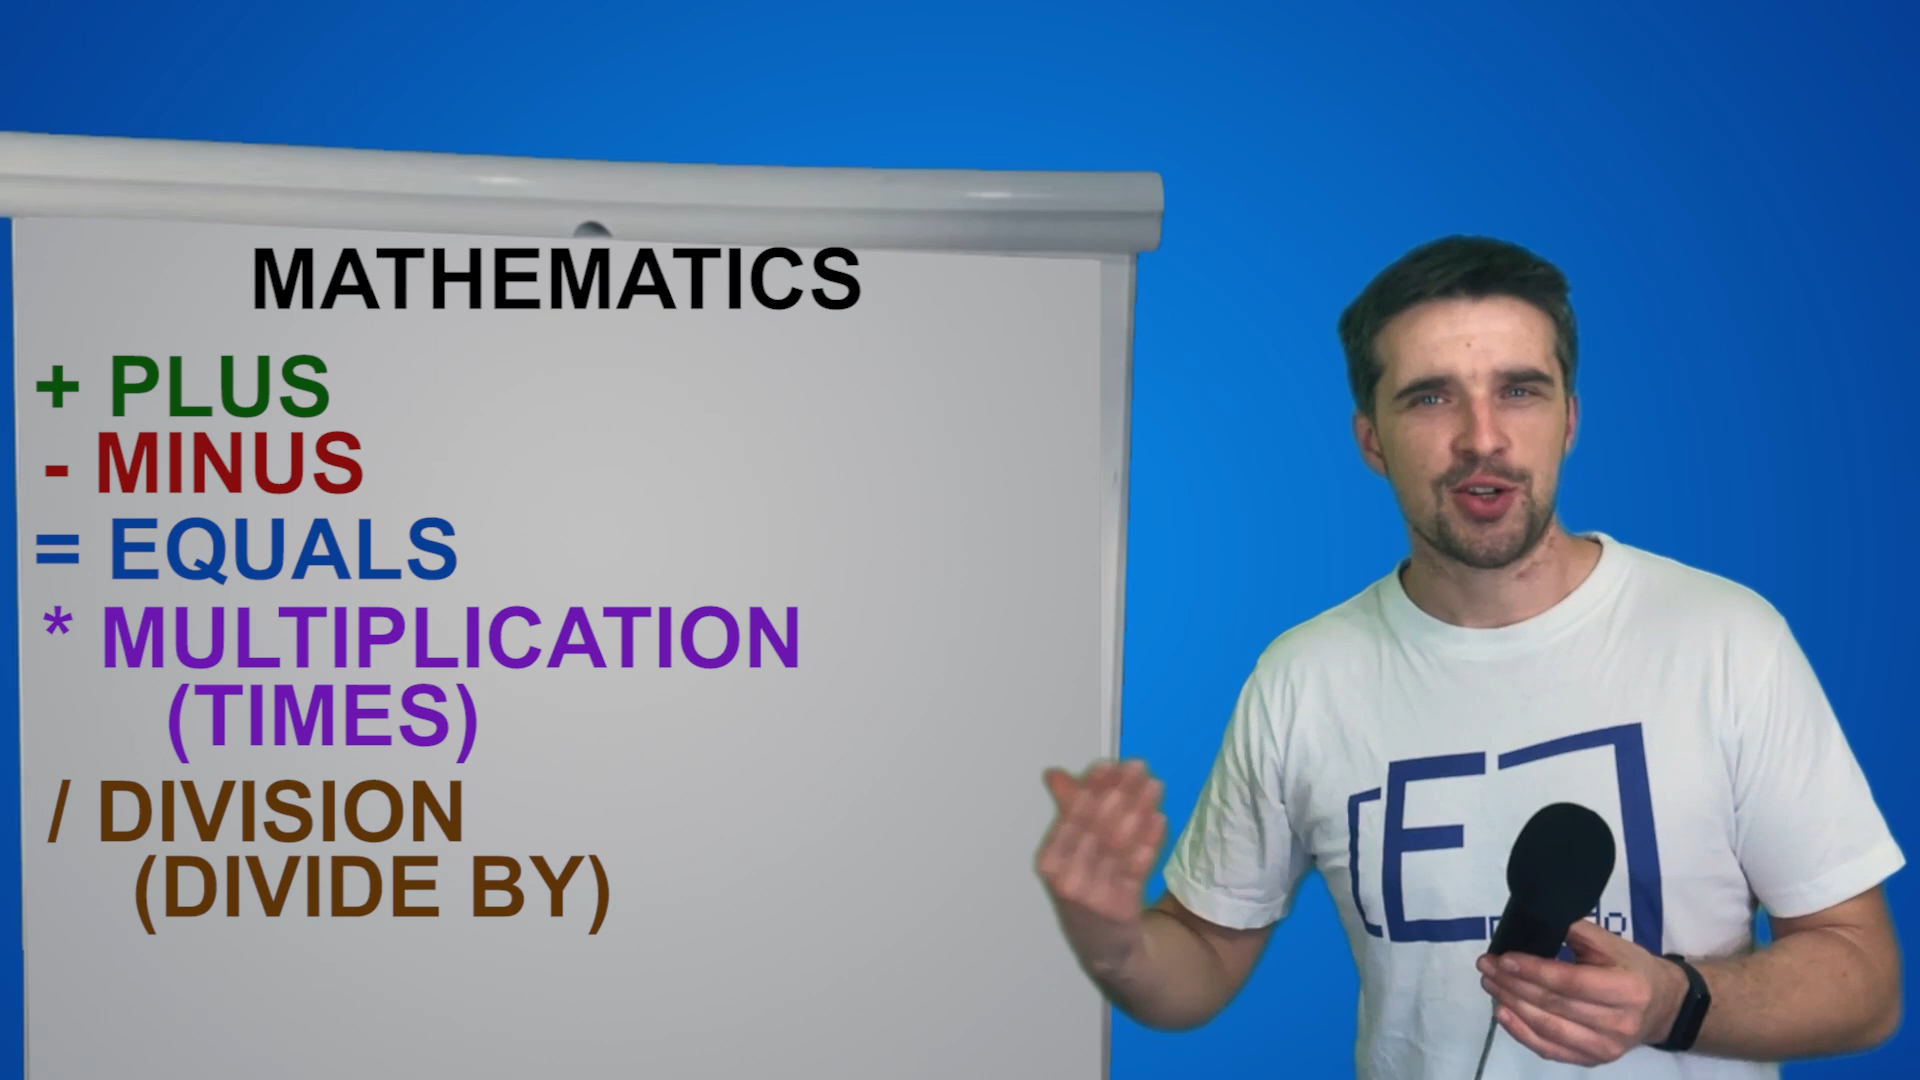 MATHEMATICS
+ PLUS
- MINUS
= EQUALS
* MULTIPLICATION
(TIMES)
/ DIVISION
(DIVIDE BY)
E